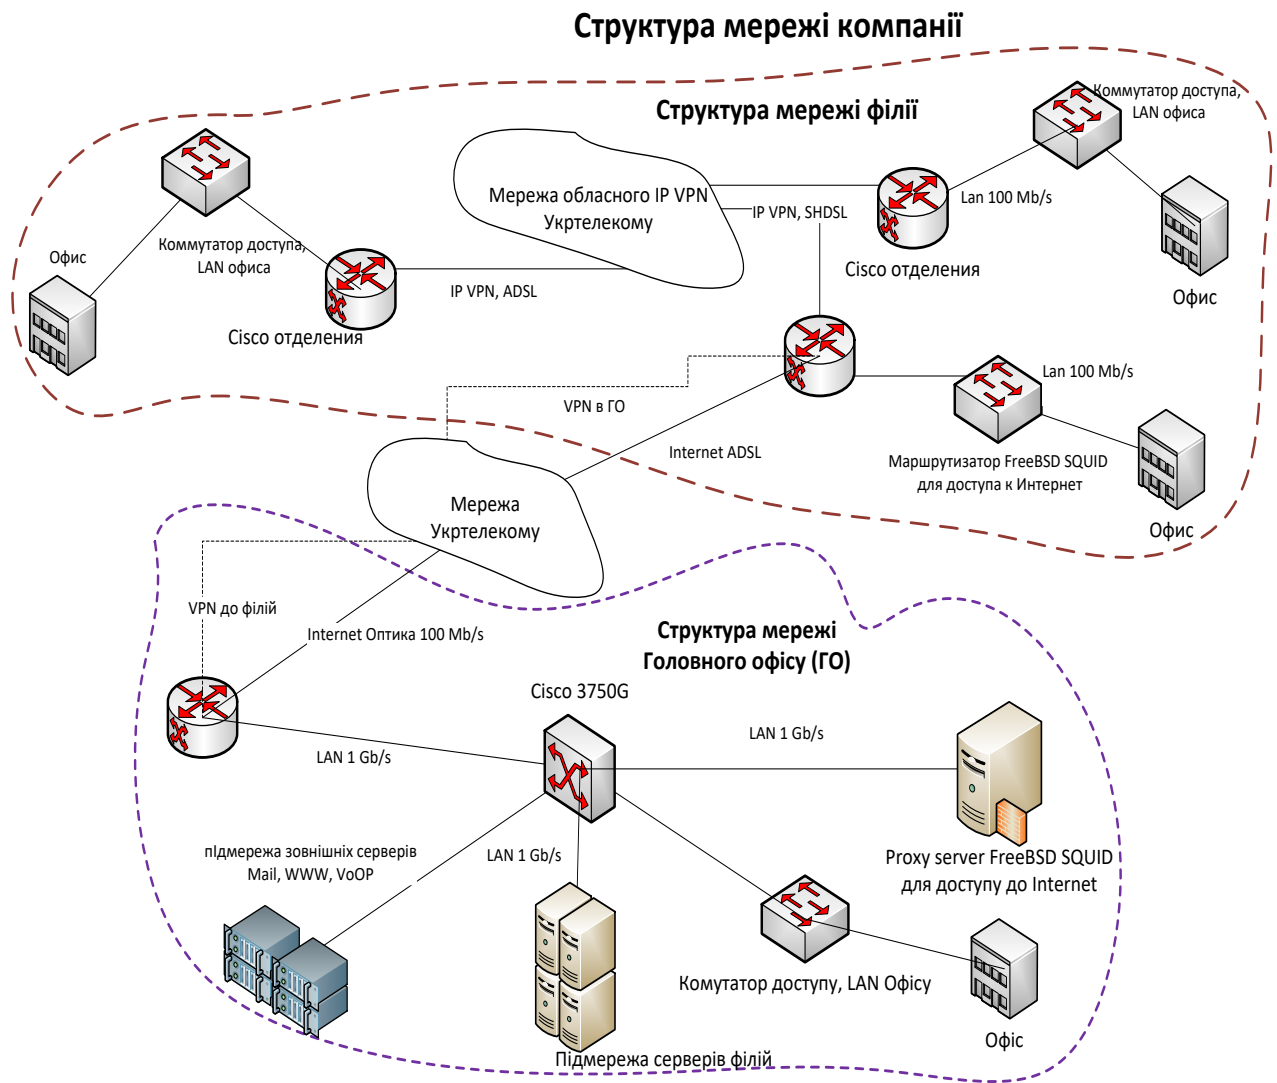 Структура мережі компанії
Структура мережі філії
Коммутатор доступа,
LAN офиса
Мережа обласного IP VPN
Укртелекому
IP VPN, SHDSL
Lan 100 Mb/s
Коммутатор доступа,
LAN офиса
Офис
Cisco отделения
Офис
IP VPN, ADSL
Cisco отделения
Lan 100 Mb/s
VPN в ГО
Internet ADSL
Маршрутизатор FreeBSD SQUID
для доступа к Интернет
Офис
Мережа
Укртелекому
VPN до філій
Internet Оптика 100 Mb/s
Структура мережі
Головного офісу (ГО)
Cisco 3750G
LAN 1 Gb/s
LAN 1 Gb/s
підмережа зовнішніх серверів
Mail, WWW, VoOP
LAN 1 Gb/s
Proxy server FreeBSD SQUID
для доступу до Internet
Комутатор доступу, LAN Офісу
Офіс
Підмережа серверів філій